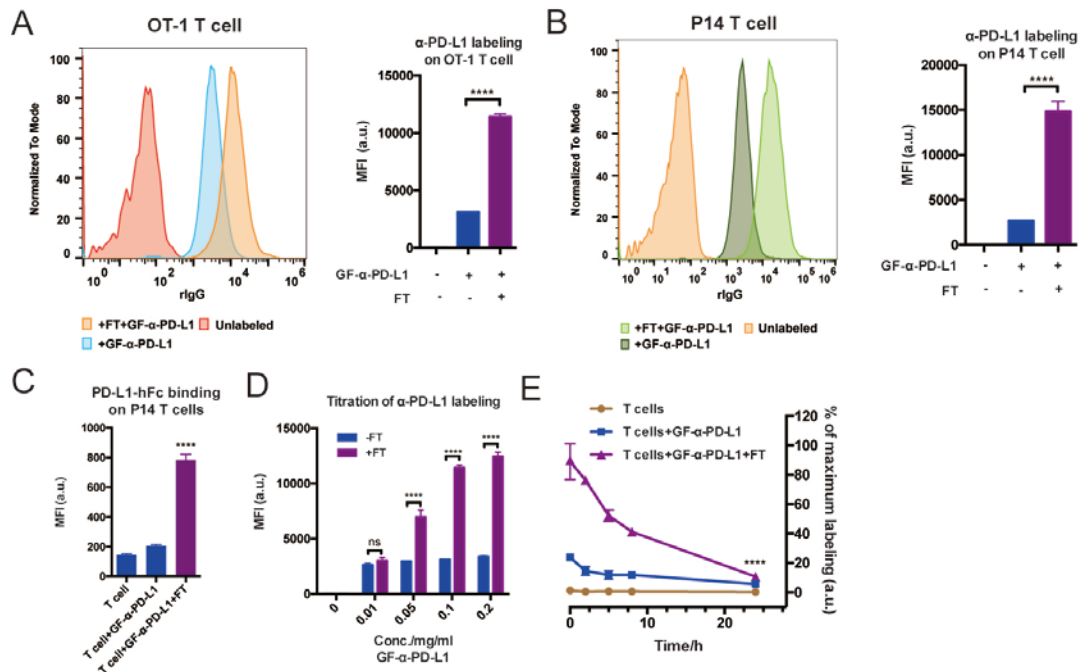 A
OT-1 T cell
Normalized To Mode
100
80
60
40
20
0
10^0
10^2
10^4
10^6
rIgG
+FT+GF-α-PD-L1
Unlabeled
+GF-α-PD-L1
α-PD-L1 labeling
on OT-1 T cell
MFI (a.u.)
15000
10000
5000
0
****
GF-α-PD-L1 - + +
FT - - +
B
P14 T cell
Normalized To Mode
100
80
60
40
20
0
10^0
10^1
10^2
10^3
10^4
10^5
10^6
rIgG
+FT+GF-α-PD-L1
Unlabeled
+GF-α-PD-L1
α-PD-L1 labeling
on P14 T cell
MFI (a.u.)
20000
15000
10000
5000
0
****
GF-α-PD-L1 - + +
FT - - +
C
PD-L1-hFc binding
on P14 T cells
MFI (a.u.)
1000
800
600
400
200
0
****
T cell
T cell+GF-α-PD-L1
T cell+GF-α-PD-L1+FT
D
Titration of α-PD-L1 labeling
MFI (a.u.)
15000
10000
5000
0
-FT
+FT
ns
****
****
****
0
0.01
0.05
0.1
0.2
Conc./mg/ml
GF-α-PD-L1
E
T cells
T cells+GF-α-PD-L1
T cells+GF-α-PD-L1+FT
120
100
80
60
40
20
0
% of maximum labeling (a.u.)
****
0
5
10
15
20
25
Time/h